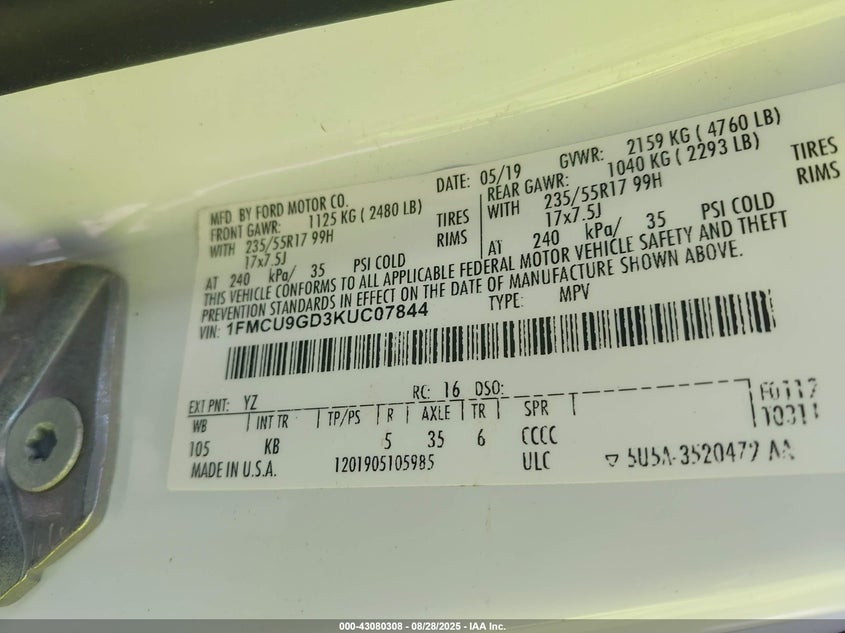 MFD. BY FORD MOTOR CO. DATE: 05/19 GVWR: 2159 KG ( 4760 LB)
FRONT GAWR: 1125 KG ( 2480 LB) REAR GAWR: 1040 KG ( 2293 LB)
WITH 235/55R17 99H TIRES WITH 235/55R17 99H TIRES
17x7.5J RIMS 17x7.5J RIMS
AT 240 kPa/ 35 PSI COLD AT 240 kPa/ 35 PSI COLD
THIS VEHICLE CONFORMS TO ALL APPLICABLE FEDERAL MOTOR VEHICLE SAFETY AND THEFT
PREVENTION STANDARDS IN EFFECT ON THE DATE OF MANUFACTURE SHOWN ABOVE.
VIN: 1FMCU9GD3KUC07844 TYPE: MPV
EXT PNT: YZ RC: 16 DSO:
WB INT TR TP/PS R AXLE TR SPR
105 KB 5 35 6 CCCC
MADE IN U.S.A. 1201905105985 ULC
5U5A-3520472 AA
000-43080308 - 08/28/2025 - IAA Inc.